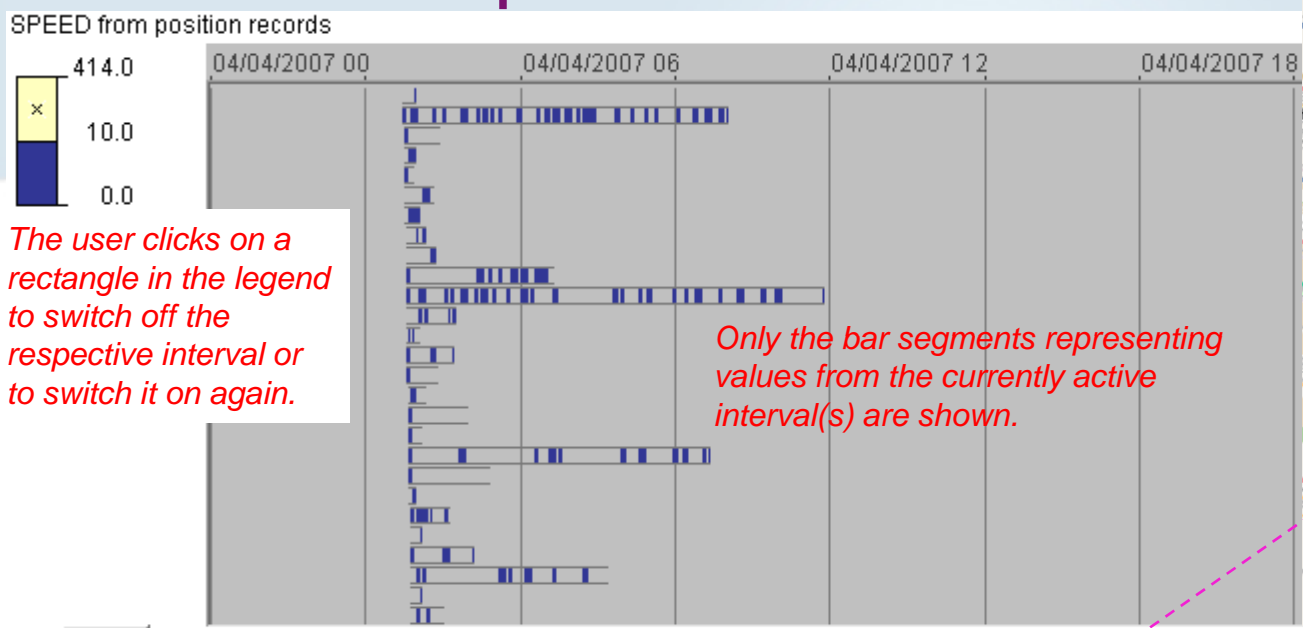 SPEED from position records
414.0
×
10.0
0.0
04/04/2007 00 04/04/2007 06 04/04/2007 12 04/04/2007 18
The user clicks on a
rectangle in the legend
to switch off the
respective interval or
to switch it on again.
Only the bar segments representing
values from the currently active
interval(s) are shown.